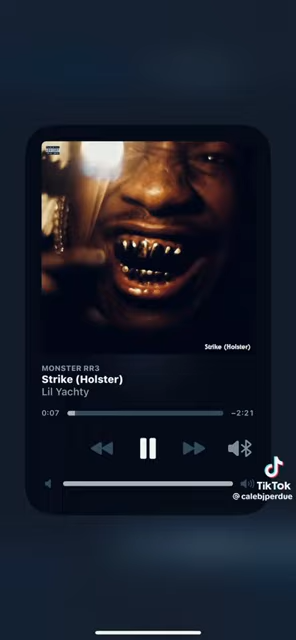 Strike (Holster)
MONSTER RR3
Strike (Holster)
Lil Yachty
0:07
-2:21
TikTok
@calebjperdue